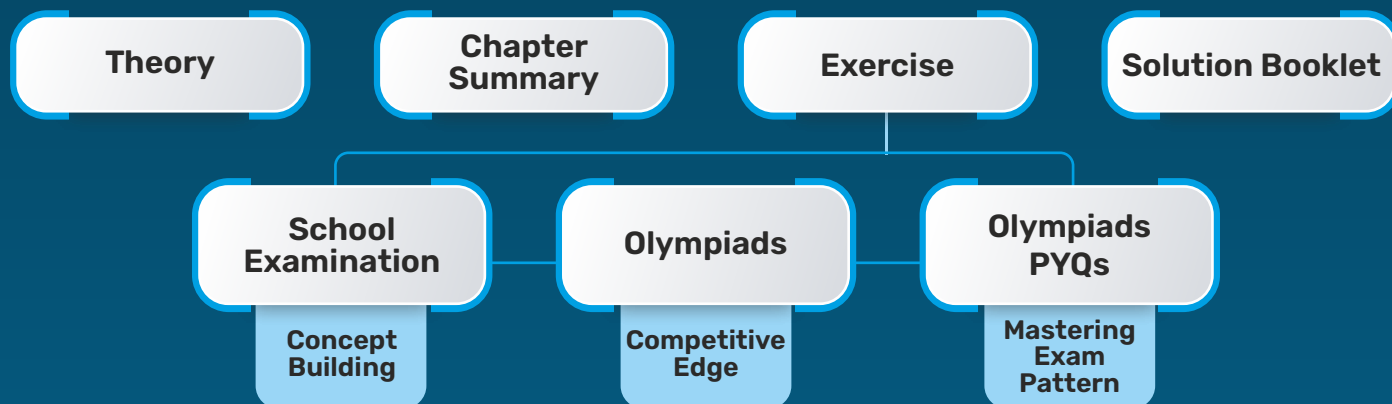 Theory
Chapter
Summary
Exercise
Solution Booklet
School
Examination
Olympiads
Olympiads
PYQs
Concept
Building
Competitive
Edge
Mastering
Exam
Pattern